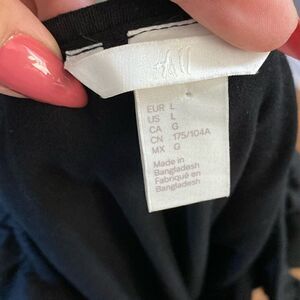 H&M
EUR L
US L
CA G
CN 175/104A
MX G
Made in
Bangladesh
Fabriqué en
Bangladesh